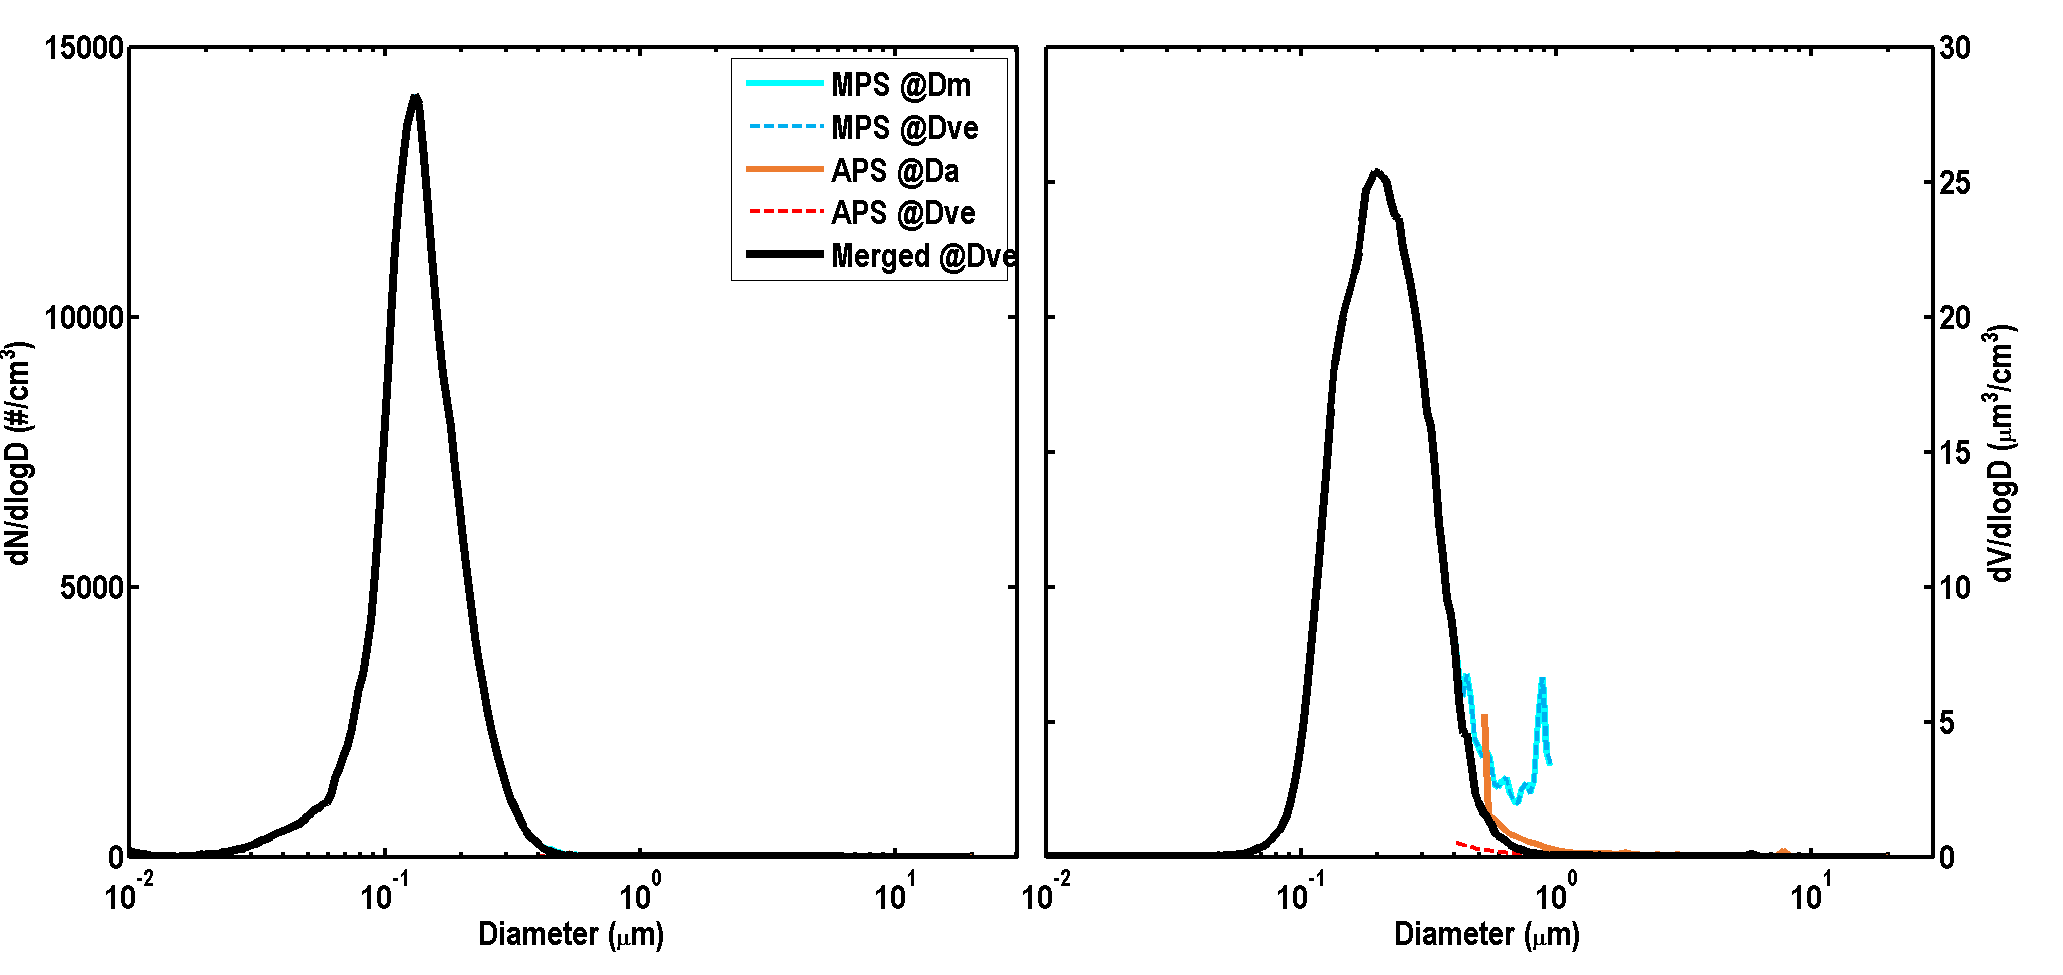 15000
10000
5000
0
dN/dlogD (#/cm³)
10⁻² 10⁻¹ 10⁰ 10¹
Diameter (μm)
MPS @Dm
MPS @Dve
APS @Da
APS @Dve
Merged @Dve
30
25
20
15
10
5
0
dV/dlogD (μm³/cm³)
10⁻² 10⁻¹ 10⁰ 10¹
Diameter (μm)